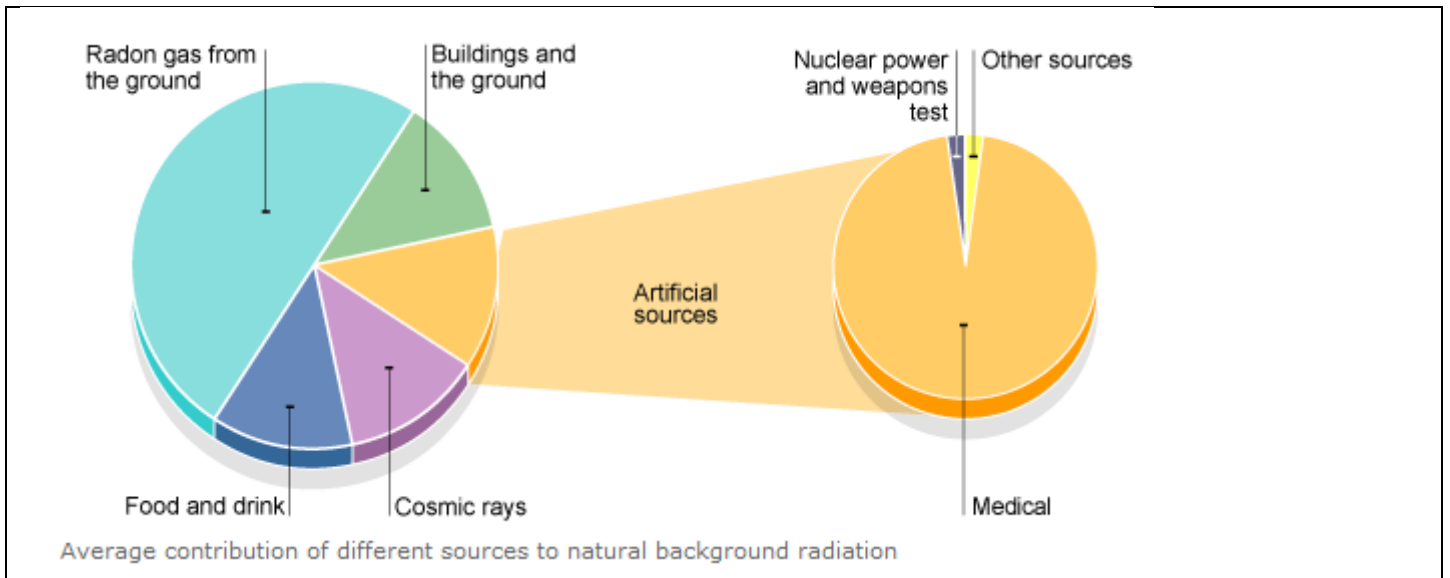 Radon gas from
the ground
Buildings and
the ground
Nuclear power
and weapons
test
Other sources
Artificial
sources
Food and drink
Cosmic rays
Medical
Average contribution of different sources to natural background radiation